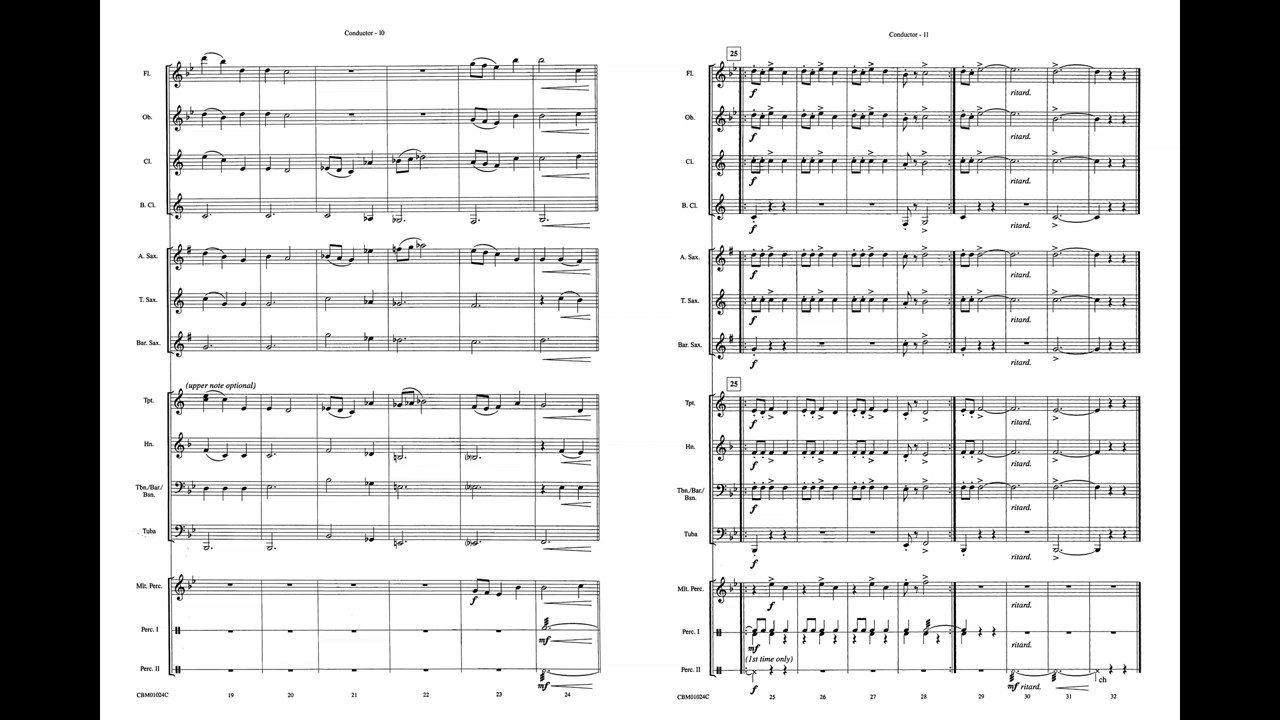 Conductor - 10
Fl.
Ob.
Cl.
B. Cl.
A. Sax.
T. Sax.
Bar. Sax.
(upper note optional)
Tpt.
Hn.
Tbn./Bar./
Bsn.
Tuba
Mlt. Perc.
f
Perc. I
mf
Perc. II
mf
CBM01024C 19 20 21 22 23 24
Conductor - 11
25
Fl.
f ritard.
Ob.
f ritard.
Cl.
f ritard.
B. Cl.
f ritard.
A. Sax.
f ritard.
T. Sax.
f ritard.
Bar. Sax.
f ritard.
25
Tpt.
f ritard.
Hn.
f ritard.
Tbn./Bar./
Bsn.
f ritard.
Tuba
f ritard.
Mlt. Perc.
f ritard.
Perc. I
mf ritard.
(1st time only)
Perc. II
f mf ritard. ch
CBM01024C 25 26 27 28 29 30 31 32